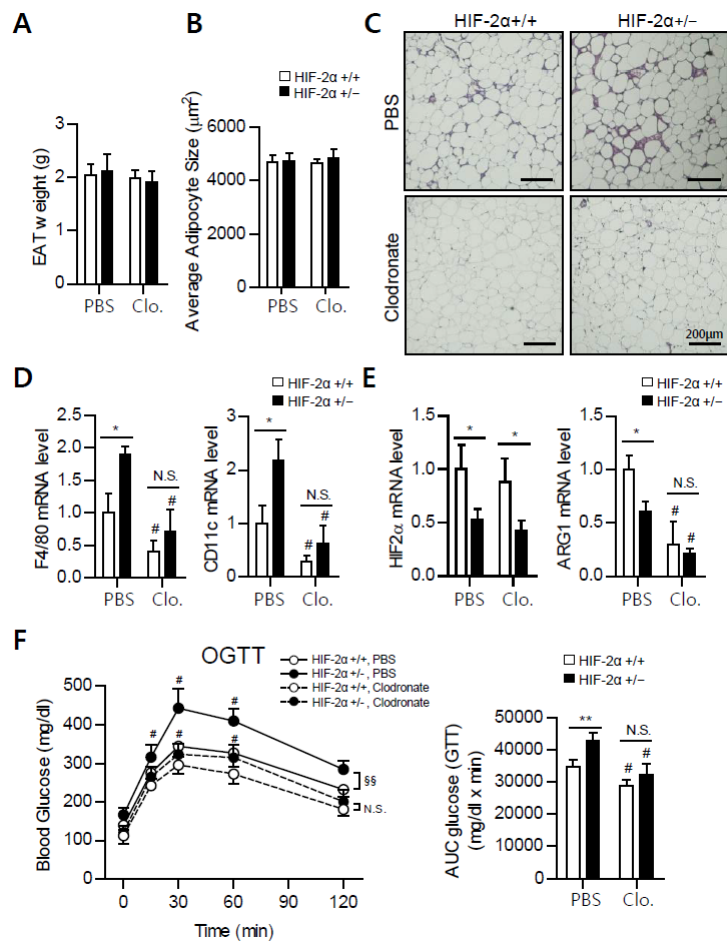 A
EAT weight (g)
3
2
1
0
PBS
Clo.
B
HIF-2α +/+
HIF-2α +/−
Average Adipocyte Size (μm2)
6000
4000
2000
0
PBS
Clo.
C
HIF-2α+/+
HIF-2α+/−
PBS
Clodronate
200μm
D
HIF-2α +/+
HIF-2α +/−
F4/80 mRNA level
2.5
2.0
1.5
1.0
0.5
0.0
*
N.S.
# #
PBS
Clo.
CD11c mRNA level
3
2
1
0
*
N.S.
# #
PBS
Clo.
E
HIF-2α +/+
HIF-2α +/−
HIF2α mRNA level
1.5
1.0
0.5
0.0
* *
PBS
Clo.
ARG1 mRNA level
1.5
1.0
0.5
0.0
*
N.S.
# #
PBS
Clo.
F
OGTT
HIF-2α +/+, PBS
HIF-2α +/-, PBS
HIF-2α +/+, Clodronate
HIF-2α +/-, Clodronate
Blood Glucose (mg/dl)
500
400
300
200
100
0
# # #
# #
§§
N.S.
0 30 60 90 120
Time (min)
HIF-2α +/+
HIF-2α +/−
AUC glucose (GTT)
(mg/dl x min)
50000
40000
30000
20000
10000
0
**
N.S.
# #
PBS
Clo.